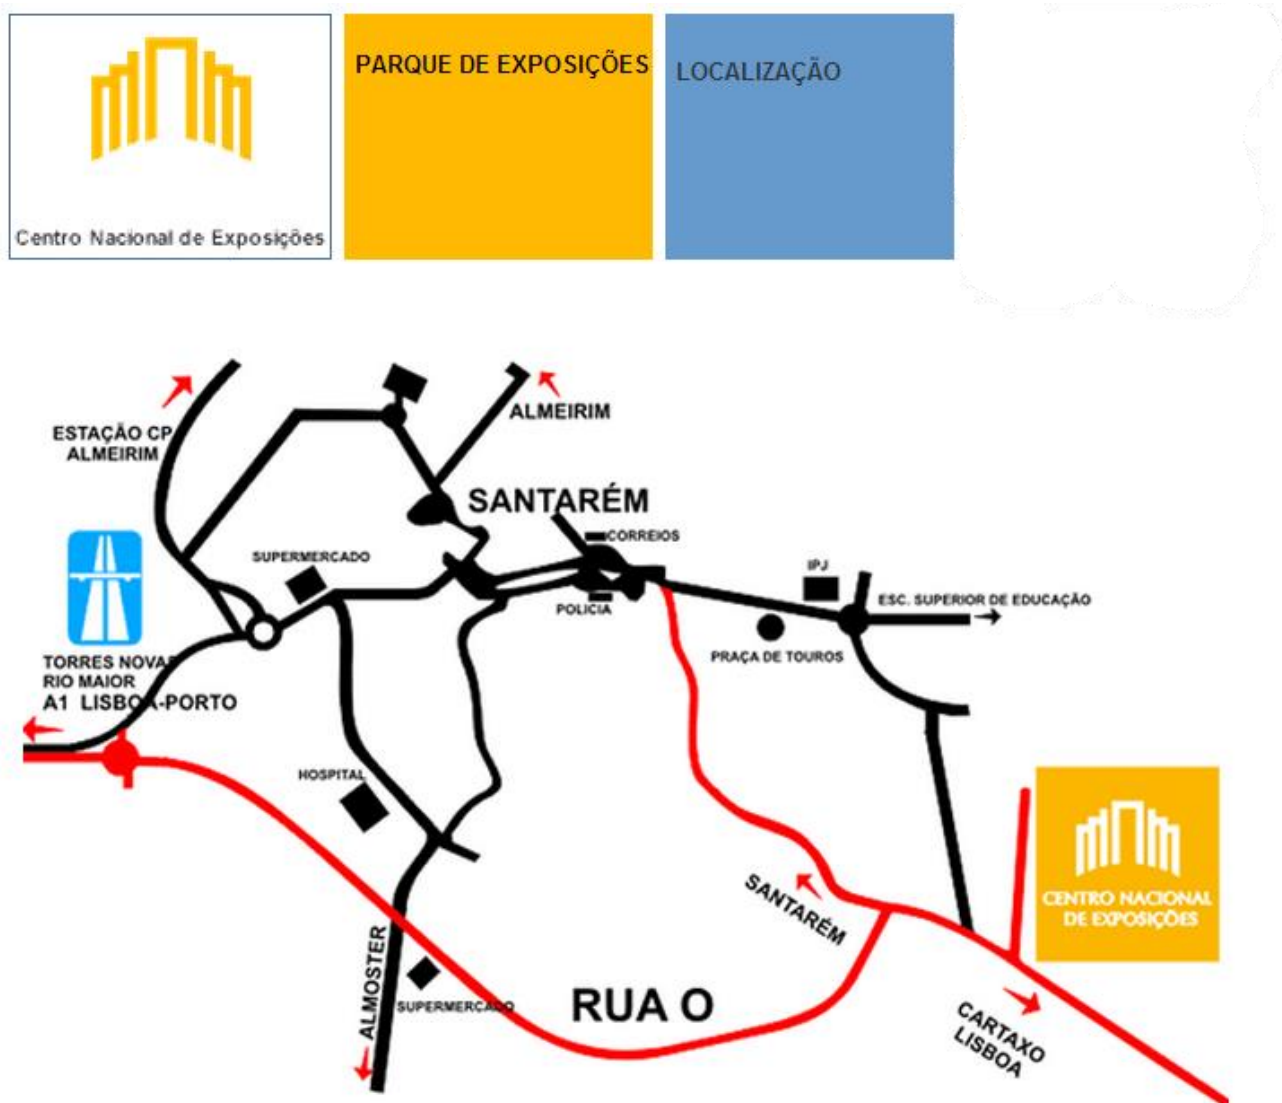 Centro Nacional de Exposições
PARQUE DE EXPOSIÇÕES
LOCALIZAÇÃO
ALMEIRIM
ESTAÇÃO CP
ALMEIRIM
SANTARÉM
CORREIOS
SUPERMERCADO
IPJ
POLICIA
ESC. SUPERIOR DE EDUCAÇÃO
PRAÇA DE TOUROS
TORRES NOVAS
RIO MAIOR
A1 LISBOA-PORTO
HOSPITAL
SANTARÉM
CENTRO NACIONAL
DE EXPOSIÇÕES
ALMOSTER
SUPERMERCADO
RUA O
CARTAXO
LISBOA